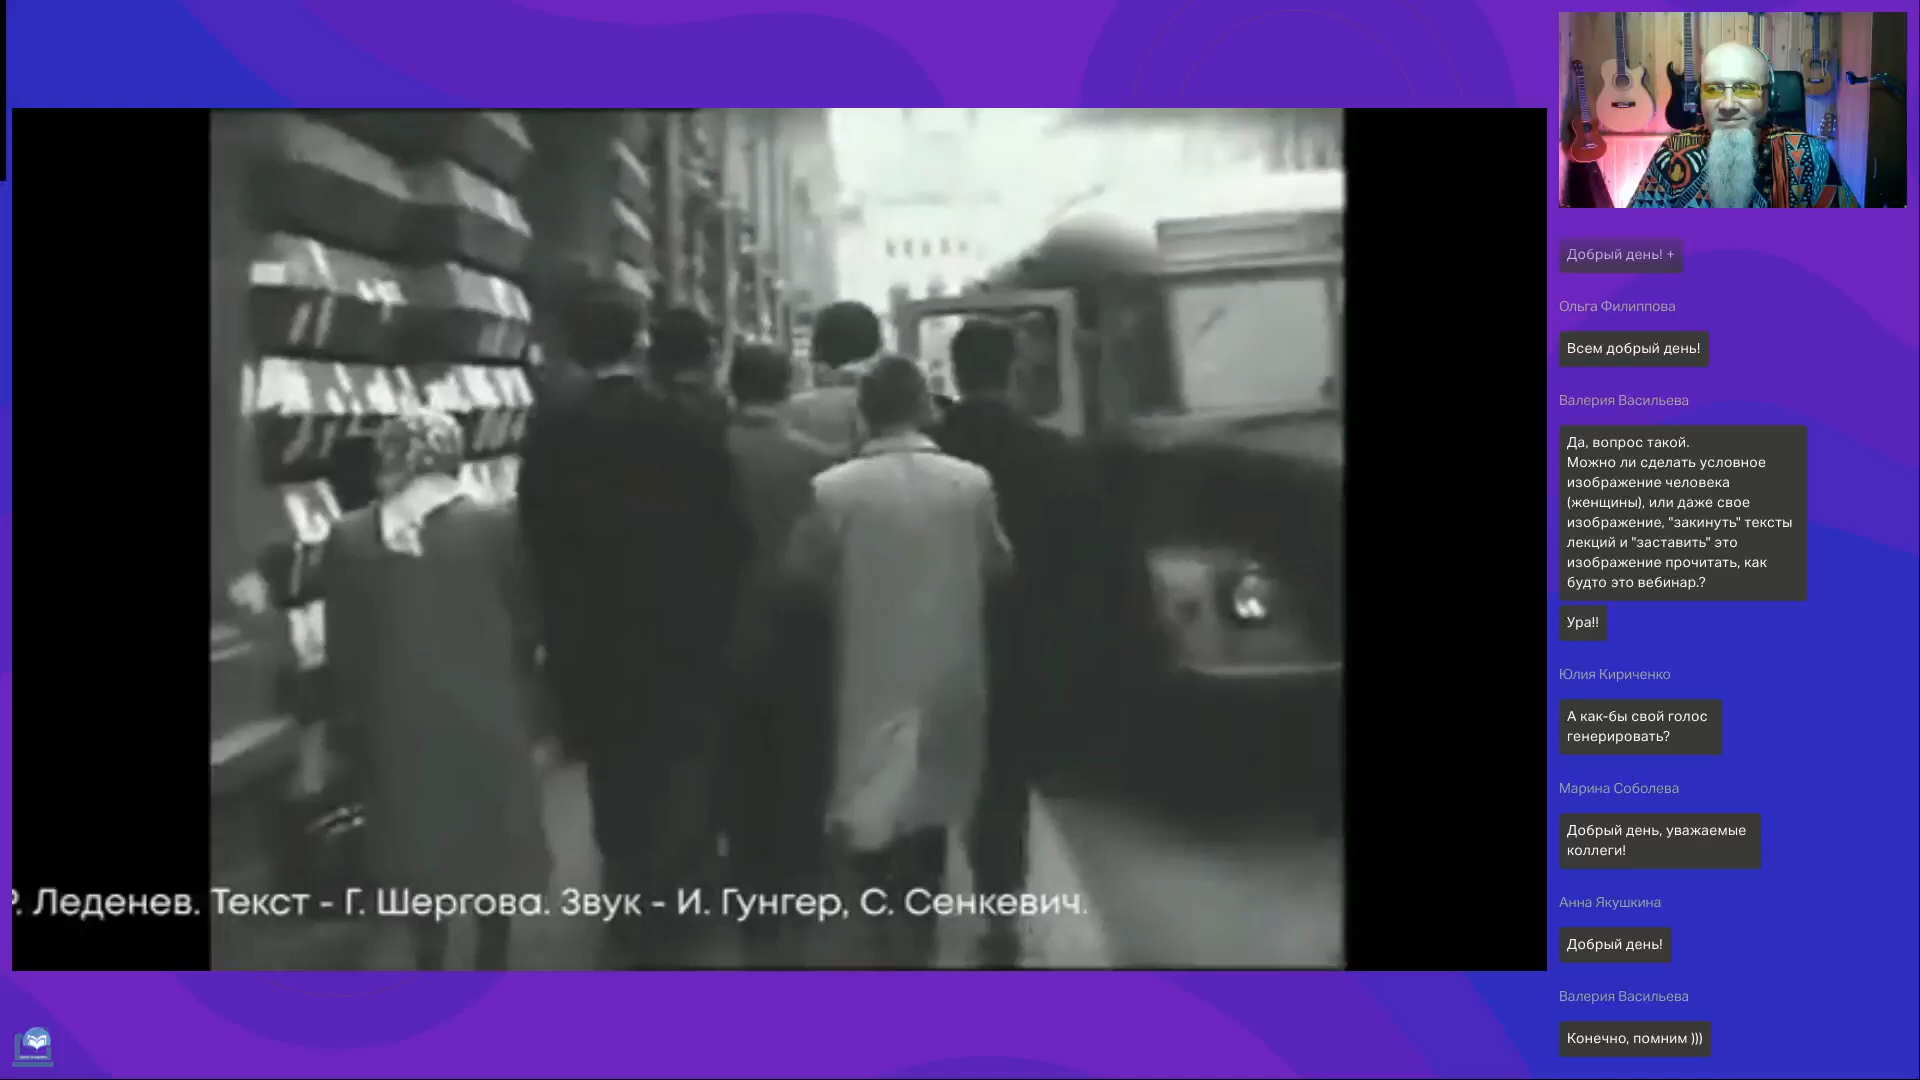 Р. Леденев. Текст - Г. Шергова. Звук - И. Гунгер, С. Сенкевич.
Добрый день! +
Ольга Филиппова
Всем добрый день!
Валерия Васильева
Да, вопрос такой.
Можно ли сделать условное
изображение человека
(женщины), или даже свое
изображение, "закинуть" тексты
лекций и "заставить" это
изображение прочитать, как
будто это вебинар.?
Ура!!
Юлия Кириченко
А как-бы свой голос
генерировать?
Марина Соболева
Добрый день, уважаемые
коллеги!
Анна Якушкина
Добрый день!
Валерия Васильева
Конечно, помним )))